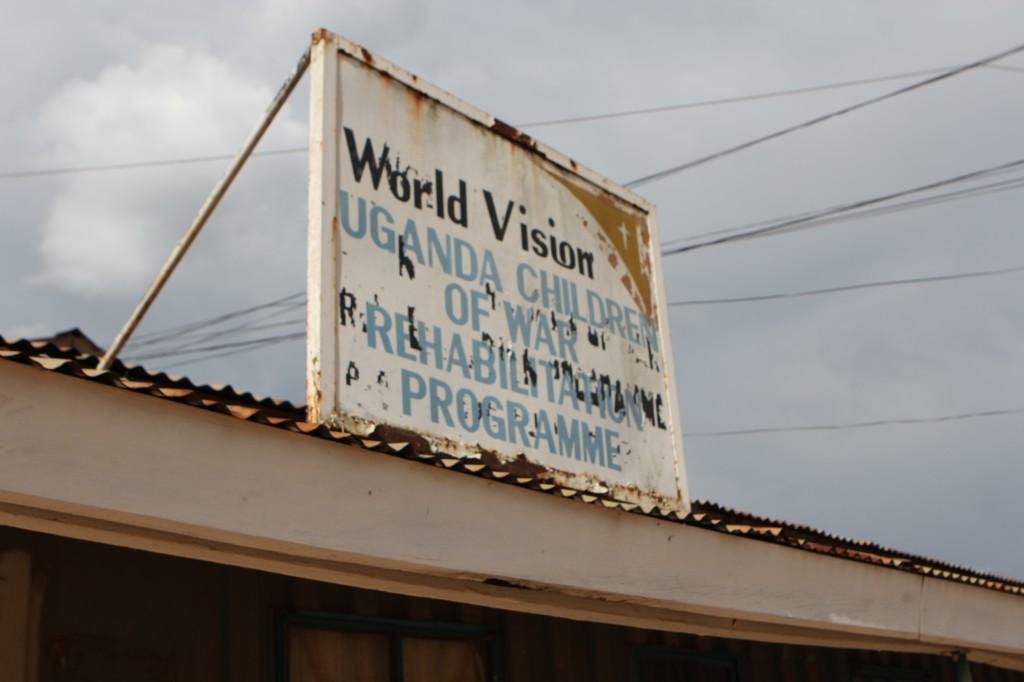 World Vision
UGANDA CHILDREN
OF WAR
REHABILITATION
PROGRAMME